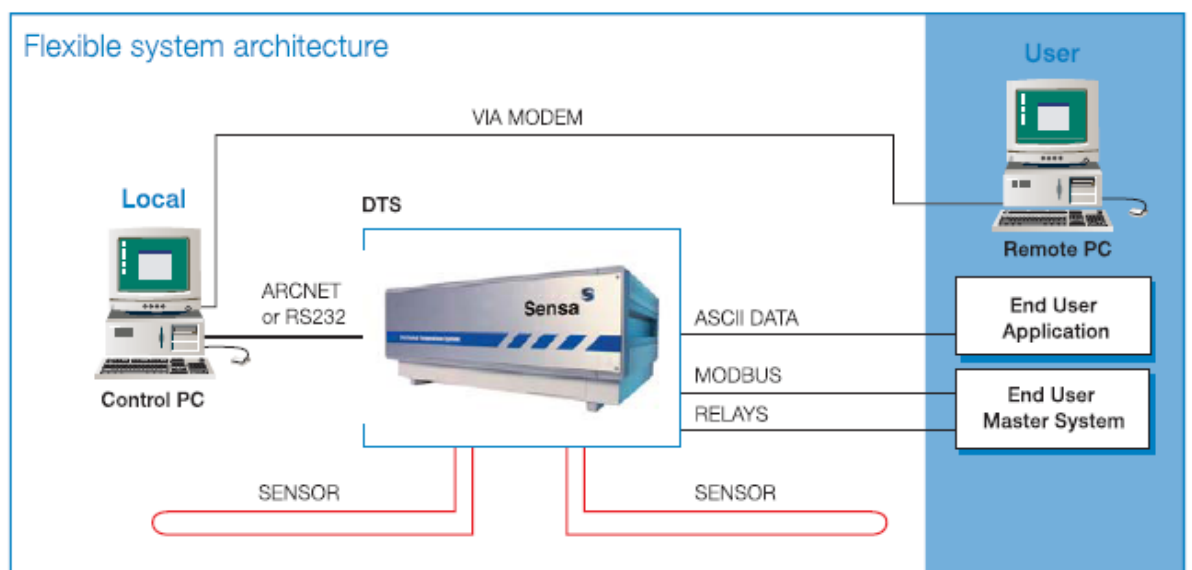 Flexible system architecture
User
VIA MODEM
Local
DTS
Remote PC
ARCNET
or RS232
Sensa
S
ASCII DATA
End User
Application
MODBUS
Control PC
RELAYS
End User
Master System
SENSOR
SENSOR